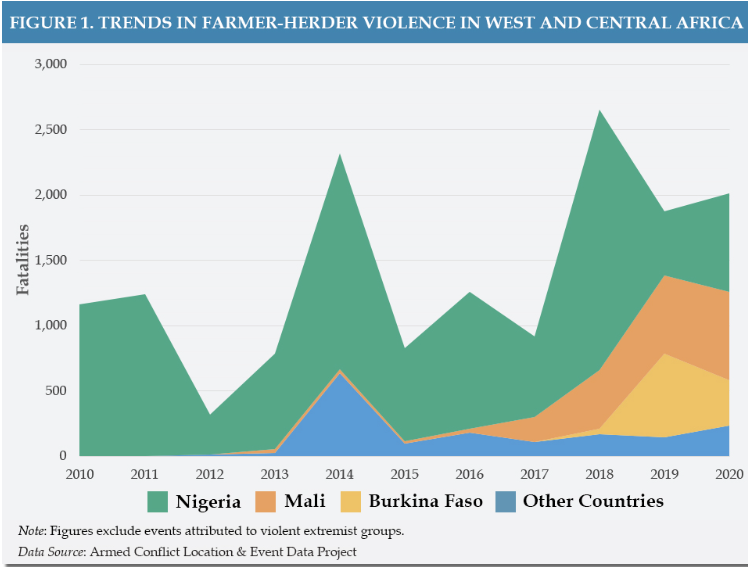 FIGURE 1. TRENDS IN FARMER-HERDER VIOLENCE IN WEST AND CENTRAL AFRICA
3,000
2,500
2,000
1,500
1,000
500
0
Fatalities
2010 2011 2012 2013 2014 2015 2016 2017 2018 2019 2020
Nigeria Mali Burkina Faso Other Countries
Note: Figures exclude events attributed to violent extremist groups.
Data Source: Armed Conflict Location & Event Data Project